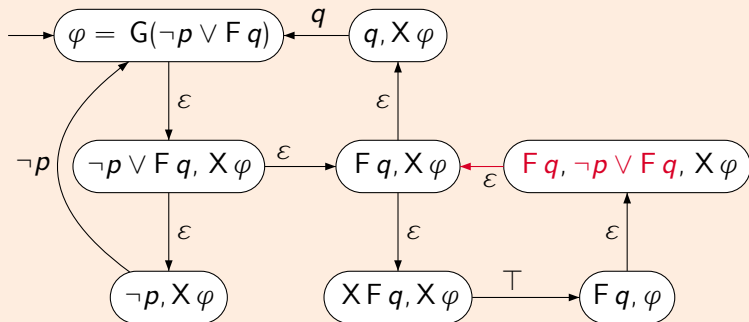 φ = G(¬p ∨ F q)
q
q, X φ
ε
ε
¬p
¬p ∨ F q, X φ
ε
F q, X φ
ε
F q, ¬p ∨ F q, X φ
ε
ε
ε
¬p, X φ
X F q, X φ
⊤
F q, φ